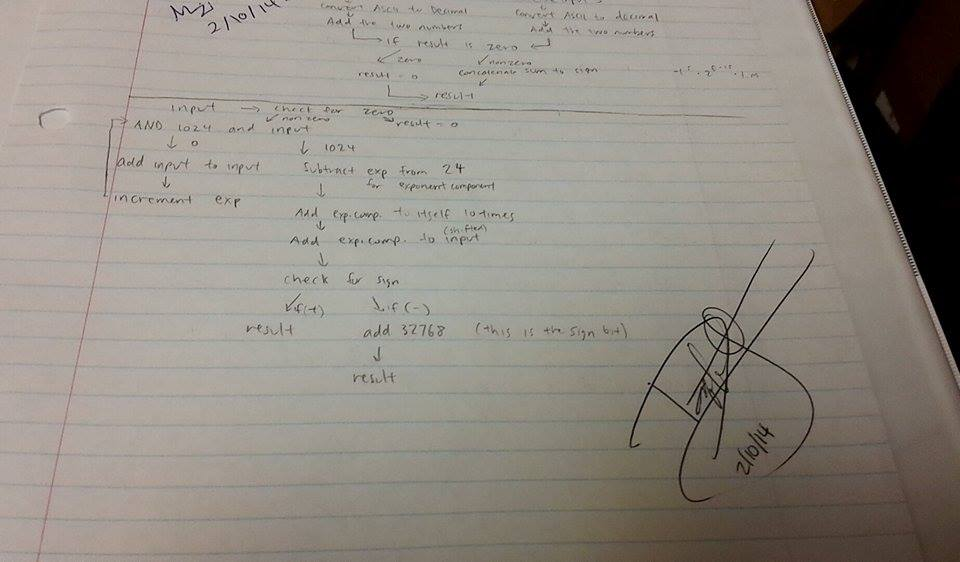 2/10/14
Convert Ascii to Decimal Convert Ascii to decimal
Add the two numbers Add the two numbers
if result is zero
zero nonzero
result = 0 concatenate sum to sign
result
input → check for zero
nonzero result = 0
AND 1024 and input
↓ 0 ↓ 1024
add input to input Subtract exp from 24
for exponent component
increment exp
Add exp.comp. to itself 10 times
(shifted)
Add exp.comp. to input
check for sign
if(+) if(-)
result add 32768 (this is the sign bit)
result
2/10/14